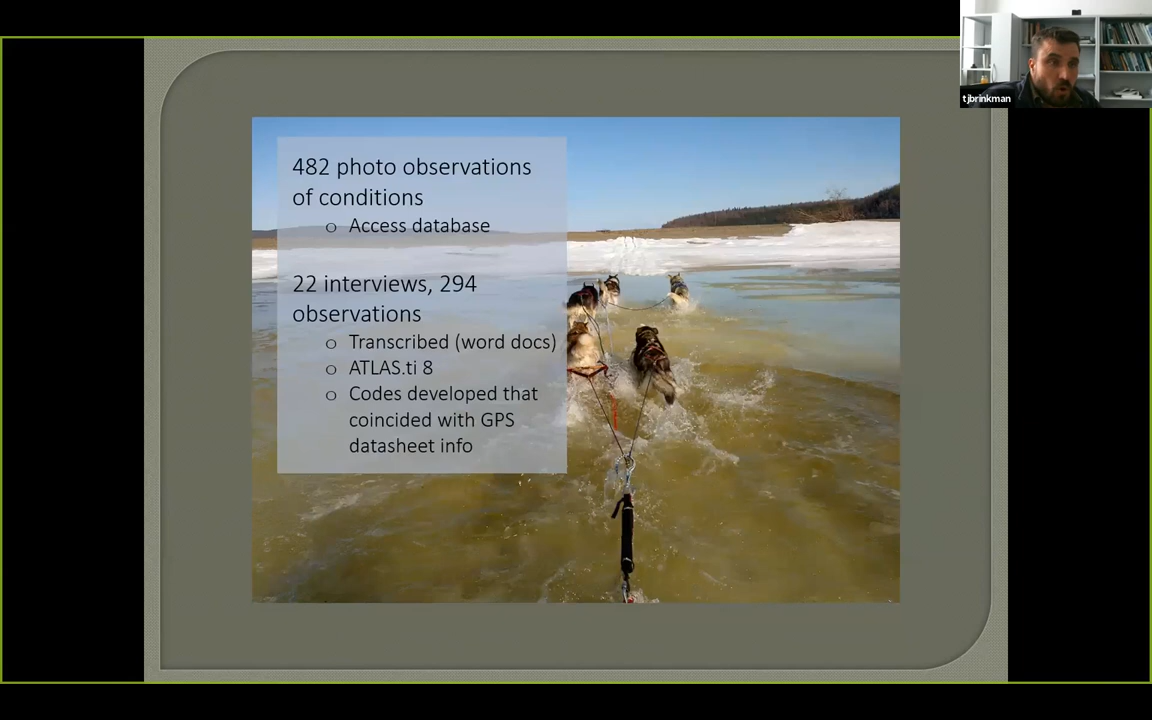 tjbrinkman
482 photo observations
of conditions
o Access database
22 interviews, 294
observations
o Transcribed (word docs)
o ATLAS.ti 8
o Codes developed that
coincided with GPS
datasheet info